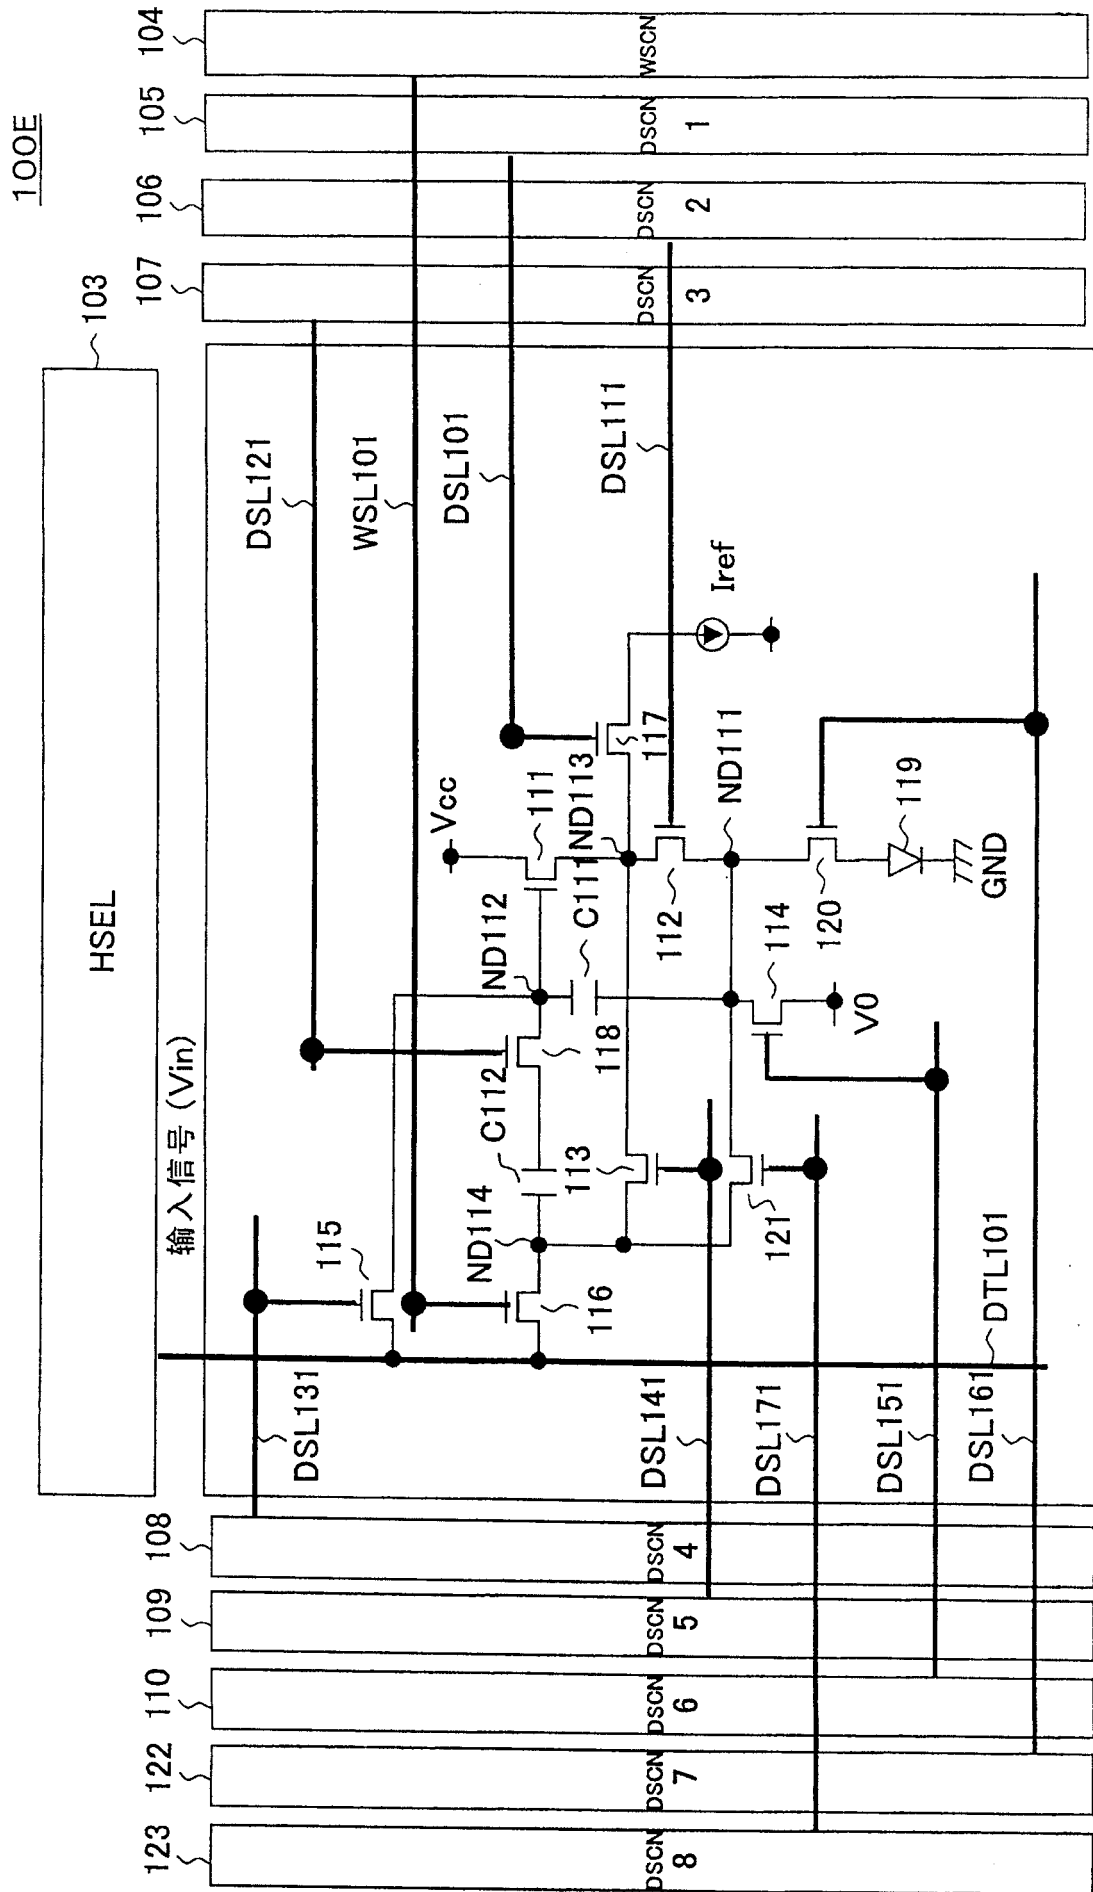 100E
103
HSEL
输入信号 (Vin)
104
WSCN
105
DSCN
1
106
DSCN
2
107
DSCN
3
108
DSCN
4
109
DSCN
5
110
DSCN
6
122
DSCN
7
123
DSCN
8
DSL121
WSL101
DSL101
DSL111
DSL131
DSL141
DSL171
DSL151
DSL161
DTL101
Vcc
111
ND112
C111
ND113
117
Iref
118
C112
113
ND114
115
116
112
ND111
114
V0
120
119
GND
121